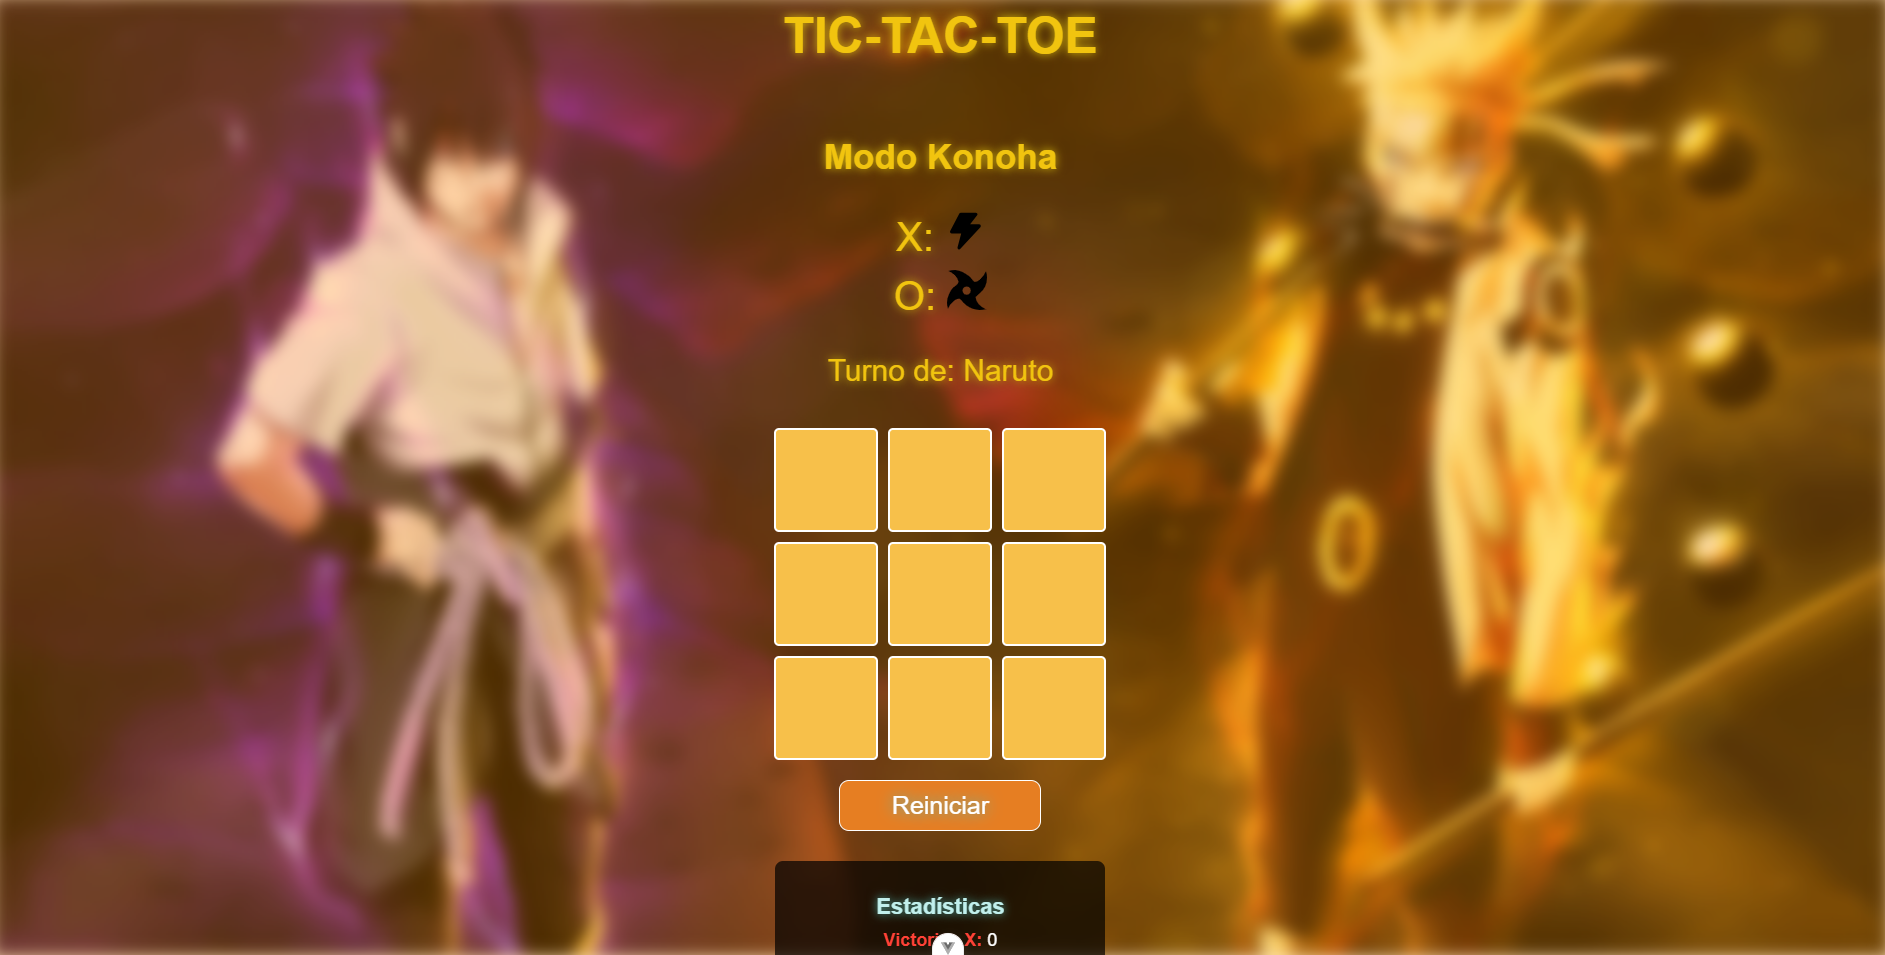 TIC-TAC-TOE
Modo Konoha
X:
O:
Turno de: Naruto
Reiniciar
Estadísticas
X: 0